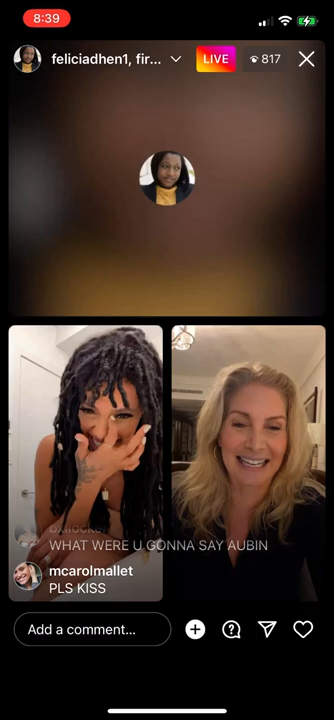 8:39
feliciadhen1, fir...
LIVE
817
WHAT WERE U GONNA SAY AUBIN
mcarolmallet
PLS KISS
Add a comment...